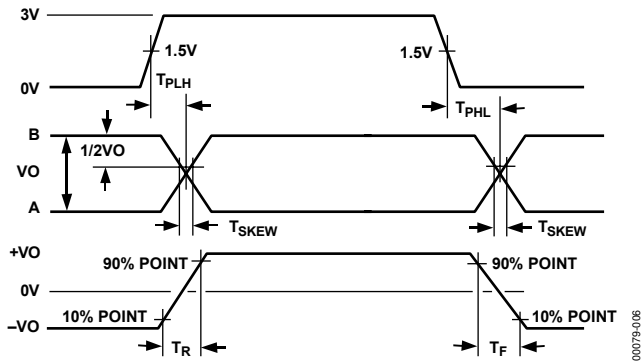 3V
1.5V
1.5V
0V
TPLH
TPHL
B
1/2VO
VO
A
TSKEW
TSKEW
+VO
90% POINT
90% POINT
0V
10% POINT
10% POINT
–VO
TR
TF
00079-006